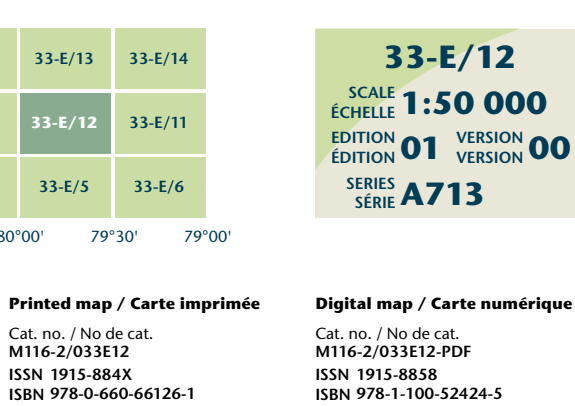 33-E/13 33-E/14
33-E/12 33-E/11
33-E/5 33-E/6
80°00' 79°30' 79°00'
33-E/12
SCALE
ÉCHELLE 1:50 000
EDITION
ÉDITION 01 VERSION
VERSION 00
SERIES
SÉRIE A713
Printed map / Carte imprimée
Cat. no. / No de cat.
M116-2/033E12
ISSN 1915-884X
ISBN 978-0-660-66126-1
Digital map / Carte numérique
Cat. no. / No de cat.
M116-2/033E12-PDF
ISSN 1915-8858
ISBN 978-1-100-52424-5